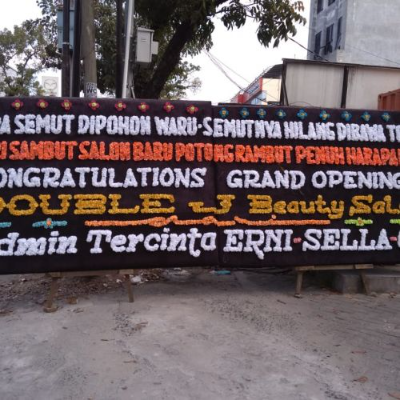 A SEMUT DIPOHON WARU-SEMUTNYA HILANG DIBAWA T
I SAMBUT SALON BARU POTONG RAMBUT PENUH HARAPA
ONGRATULATIONS GRAND OPENING
DOUBLE J Beauty Sal
dmin Tercinta ERNI-SELLA-